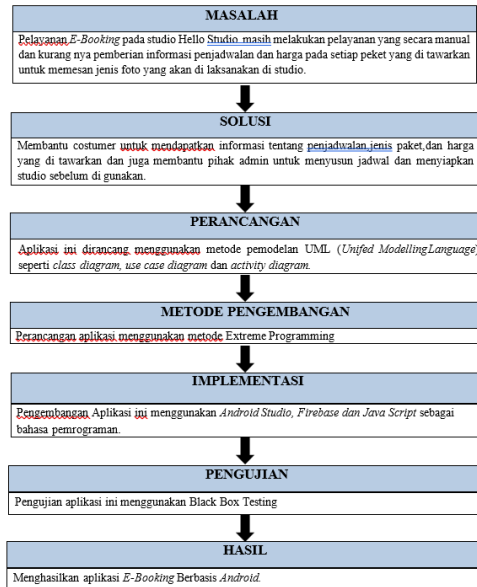 MASALAH
Pelayanan E-Booking pada studio Hello Studio masih melakukan pelayanan yang secara manual
dan kurang nya pemberian informasi penjadwalan dan harga pada setiap peket yang di tawarkan
untuk memesan jenis foto yang akan di laksanakan di studio.
SOLUSI
Membantu costumer untuk mendapatkan informasi tentang penjadwalan,jenis paket,dan harga
yang di tawarkan dan juga membantu pihak admin untuk menyusun jadwal dan menyiapkan
studio sebelum di gunakan.
PERANCANGAN
Aplikasi ini dirancang menggunakan metode pemodelan UML (Unifed ModellingLanguage)
seperti class diagram, use case diagram dan activity diagram.
METODE PENGEMBANGAN
Perancangan aplikasi menggunakan metode Extreme Programming
IMPLEMENTASI
Pengembangan Aplikasi ini menggunakan Android Studio, Firebase dan Java Script sebagai
bahasa pemrograman.
PENGUJIAN
Pengujian aplikasi ini menggunakan Black Box Testing
HASIL
Menghasilkan aplikasi E-Booking Berbasis Android.